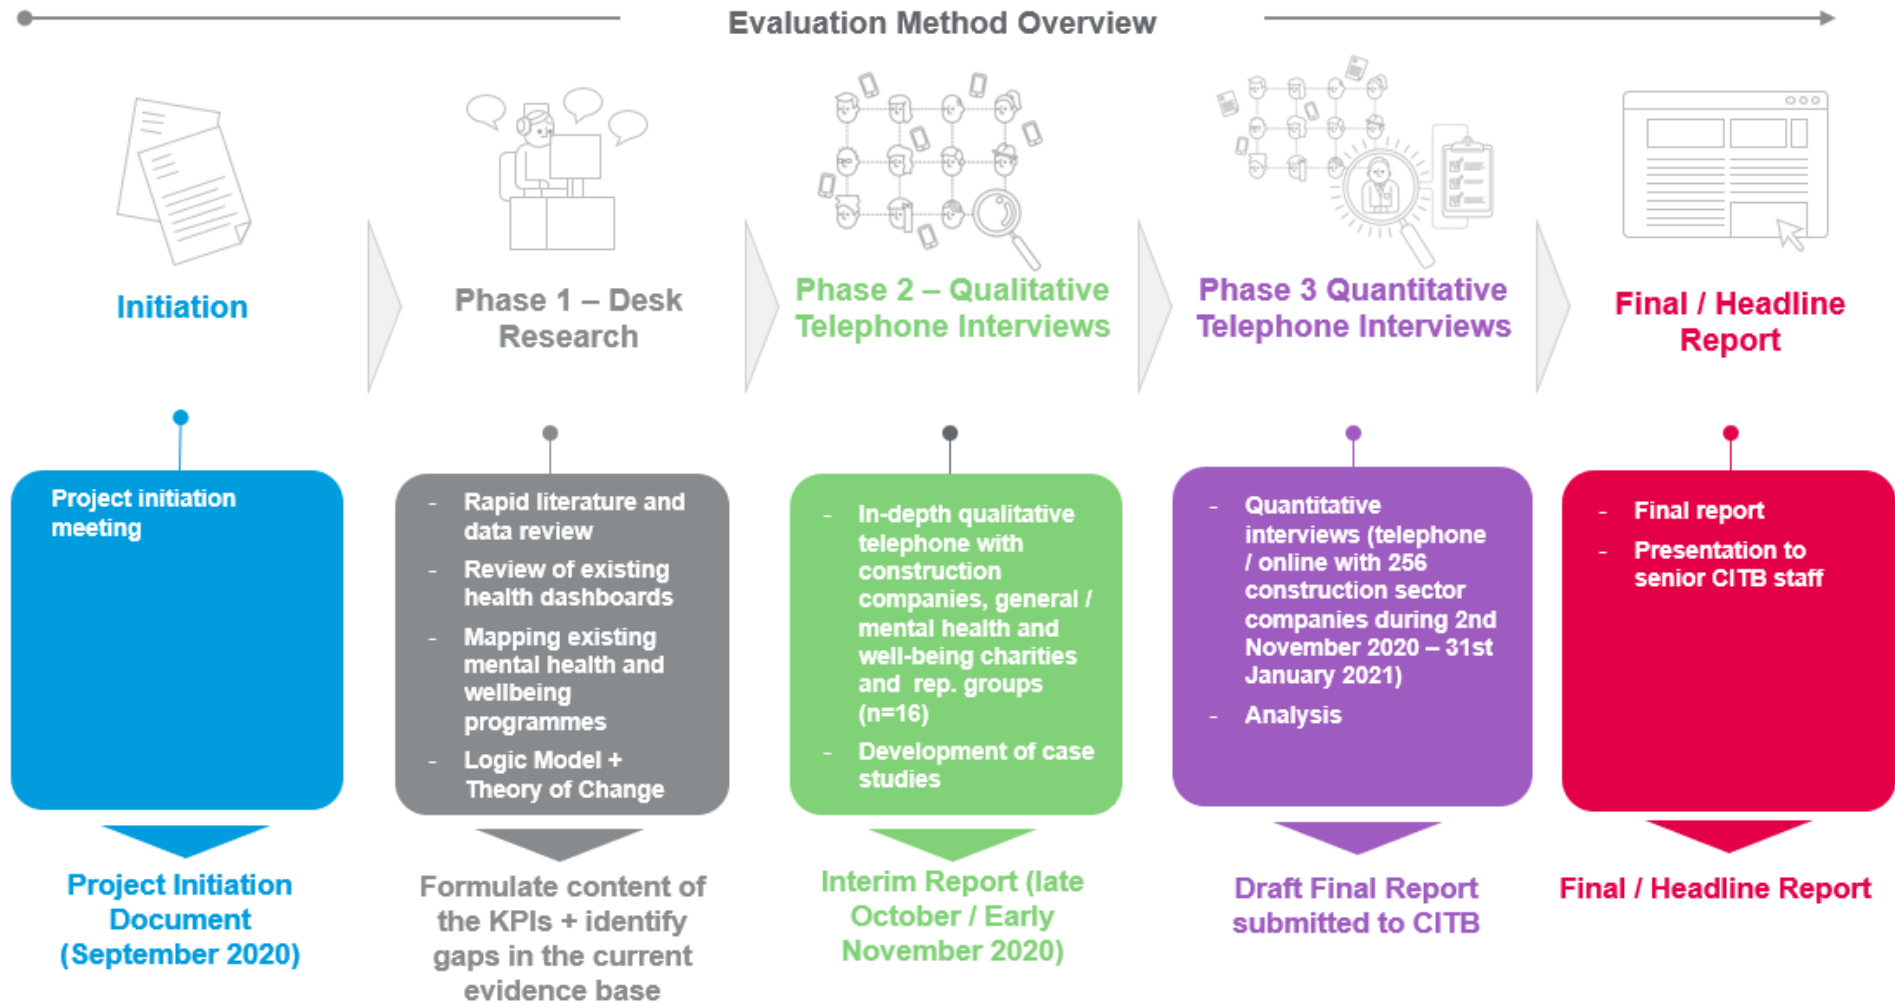 Evaluation Method Overview
Initiation
Phase 1 – Desk
Research
Phase 2 – Qualitative
Telephone Interviews
Phase 3 Quantitative
Telephone Interviews
Final / Headline
Report
Project initiation
meeting
- Rapid literature and
data review
- Review of existing
health dashboards
- Mapping existing
mental health and
wellbeing
programmes
- Logic Model +
Theory of Change
- In-depth qualitative
telephone with
construction
companies, general /
mental health and
well-being charities
and rep. groups
(n=16)
- Development of case
studies
- Quantitative
interviews (telephone
/ online with 256
construction sector
companies during 2nd
November 2020 – 31st
January 2021)
- Analysis
- Final report
- Presentation to
senior CITB staff
Project Initiation
Document
(September 2020)
Formulate content of
the KPIs + identify
gaps in the current
evidence base
Interim Report (late
October / Early
November 2020)
Draft Final Report
submitted to CITB
Final / Headline Report